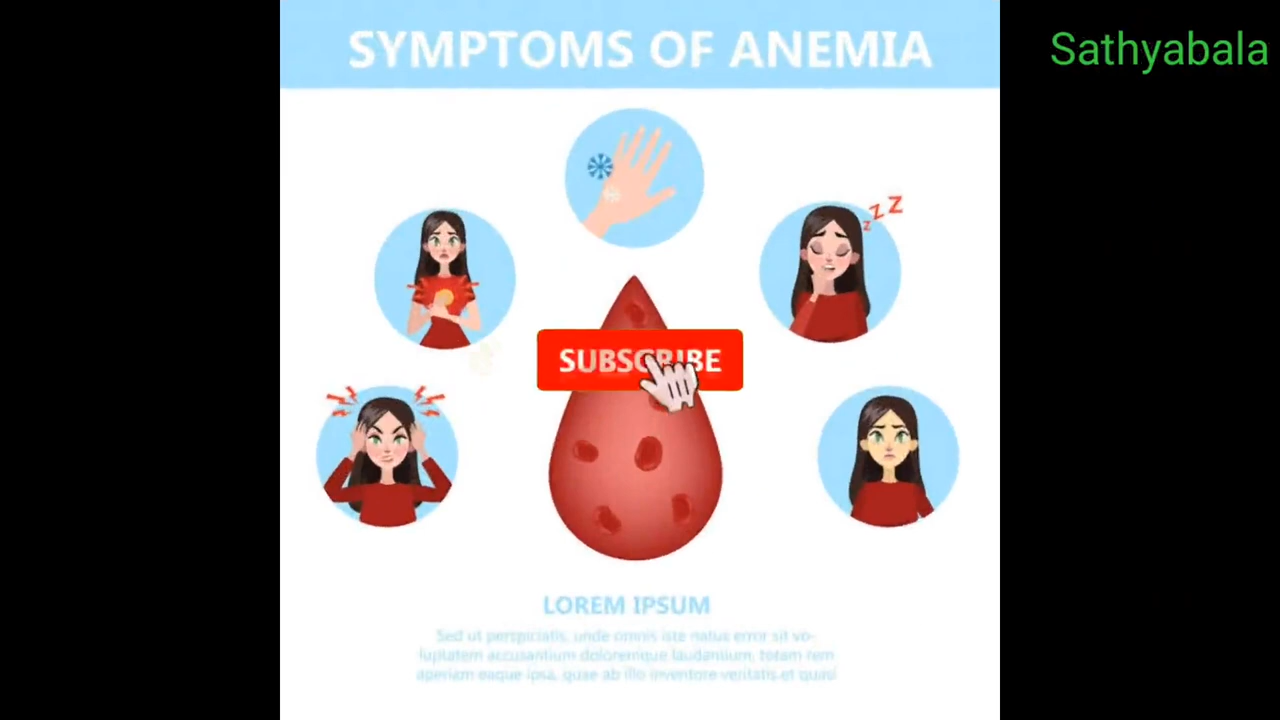 SYMPTOMS OF ANEMIA
Sathyabala
z Z Z
SUBSCRIBE
LOREM IPSUM
Sed ut perspiciatis, unde omnis iste natus error sit vo-
luptatem accusantium doloremque laudantium, totam rem
aperiam eaque ipsa, quae ab illo inventore veritatis et quasi